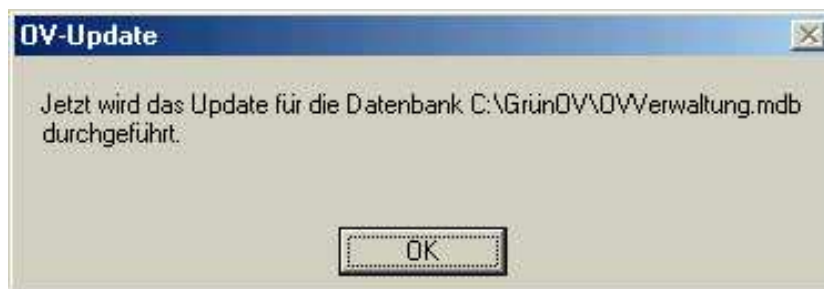 OV-Update
Jetzt wird das Update für die Datenbank C:\GrünOV\OVVerwaltung.mdb
durchgeführt.
OK